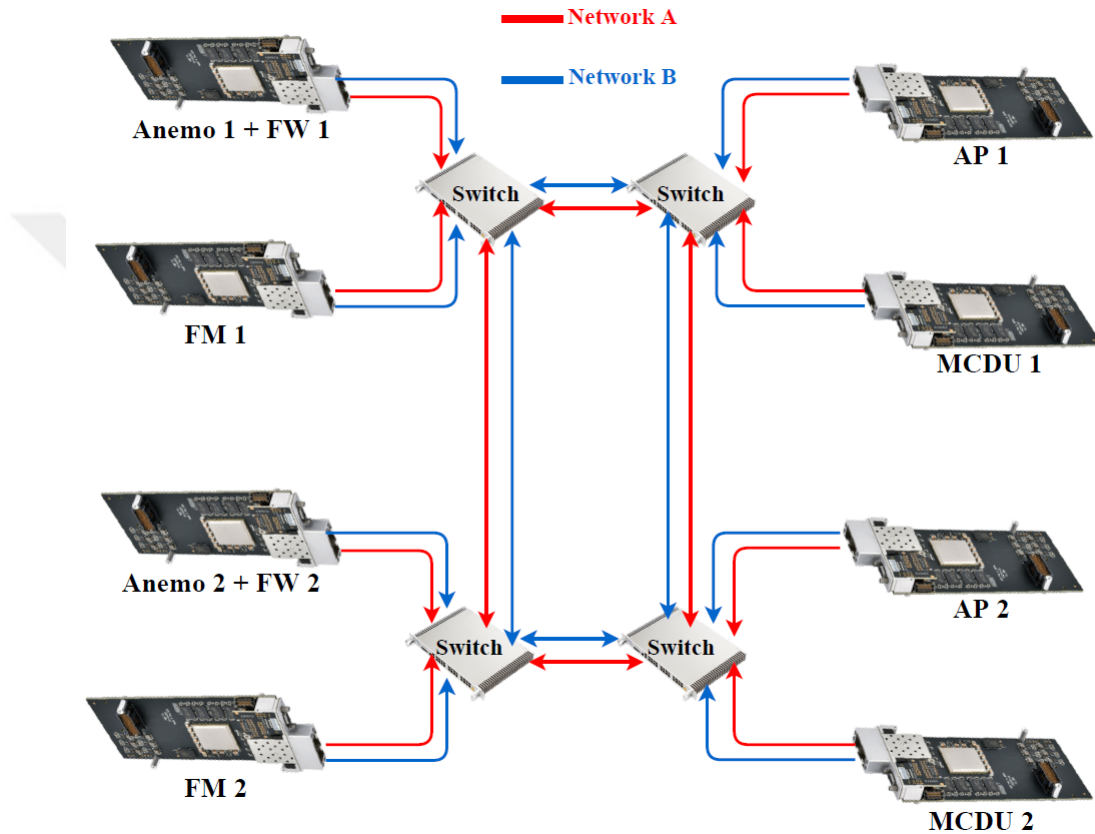 Network A
Network B
Anemo 1 + FW 1
AP 1
Switch
Switch
FM 1
MCDU 1
Anemo 2 + FW 2
AP 2
Switch
Switch
FM 2
MCDU 2